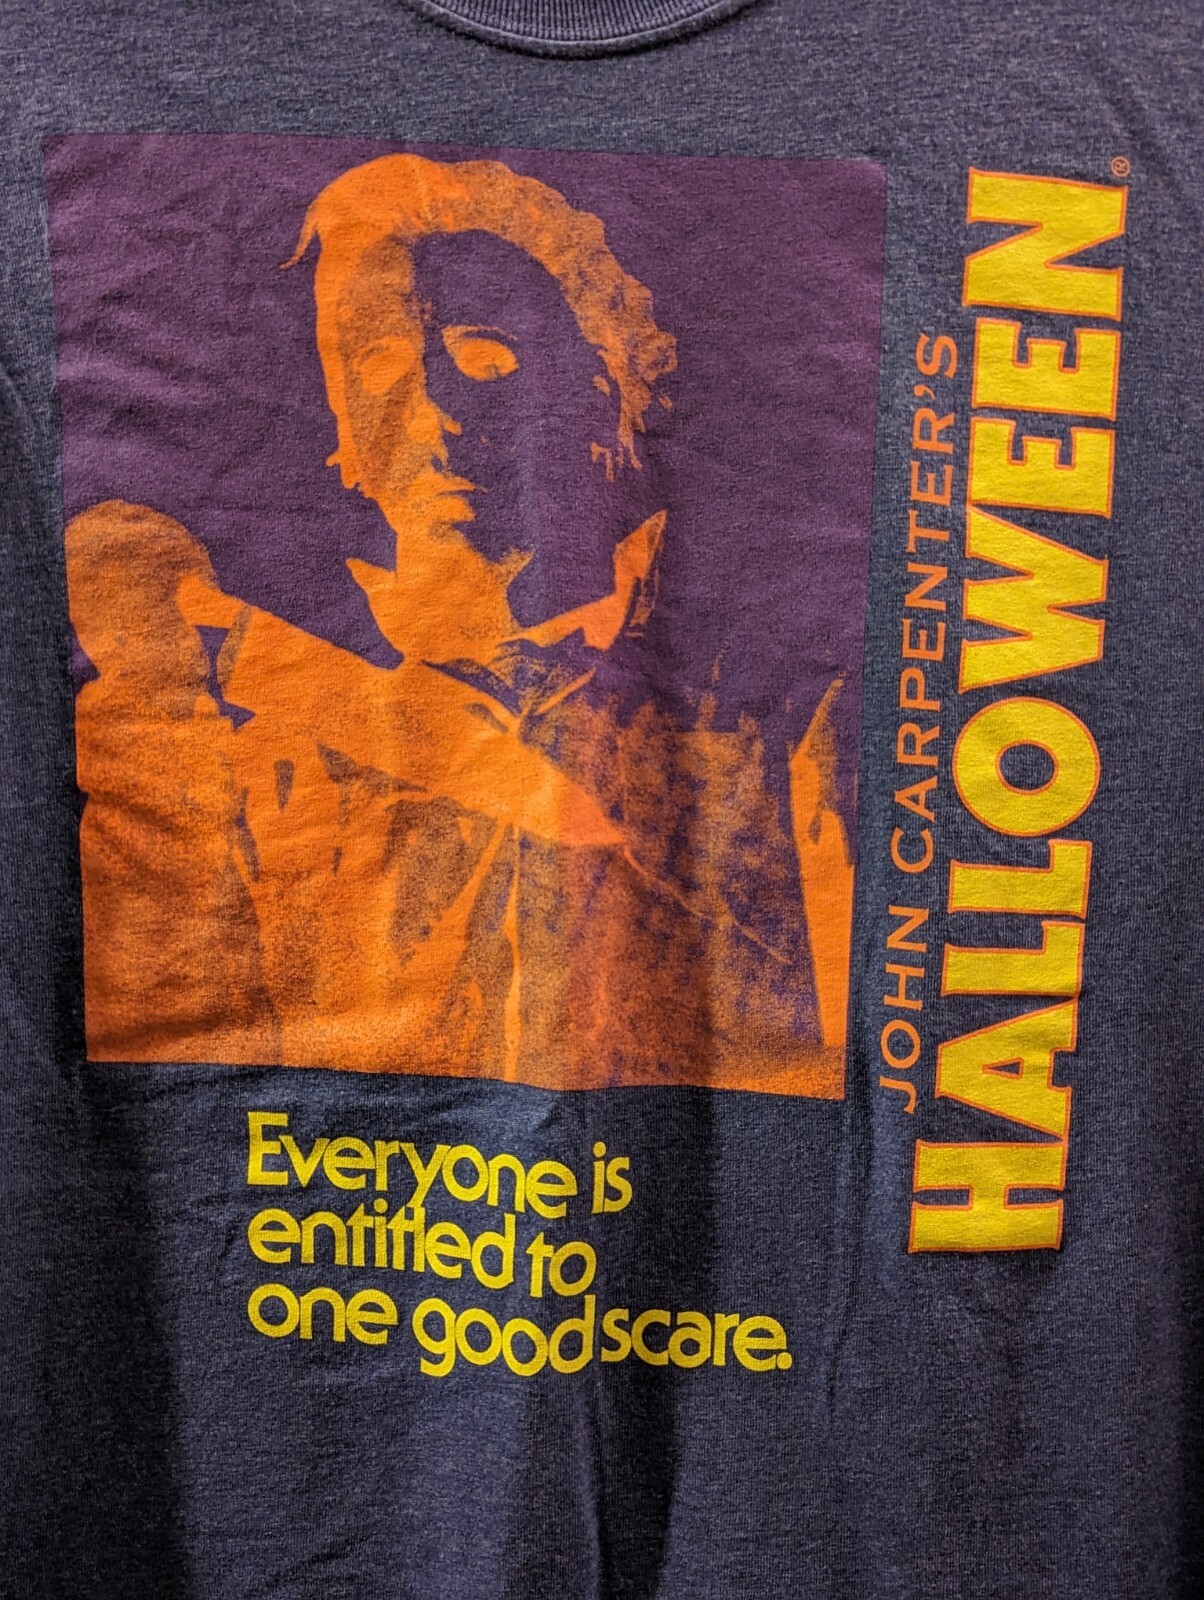 JOHN CARPENTER'S
HALLOWEEN®
Everyone is
entitled to
one good scare.